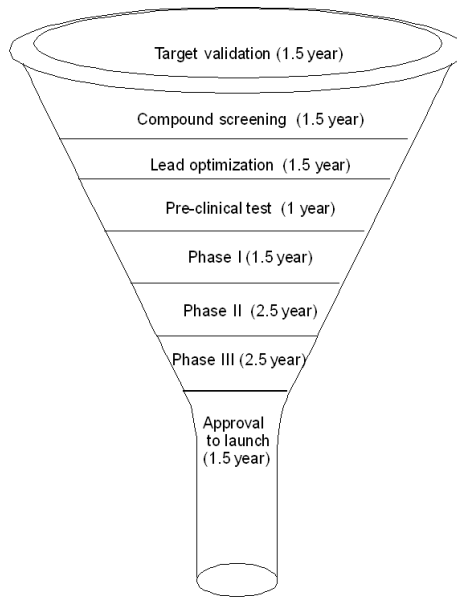 Target validation (1.5 year)
Compound screening (1.5 year)
Lead optimization (1.5 year)
Pre-clinical test (1 year)
Phase I (1.5 year)
Phase II (2.5 year)
Phase III (2.5 year)
Approval
to launch
(1.5 year)